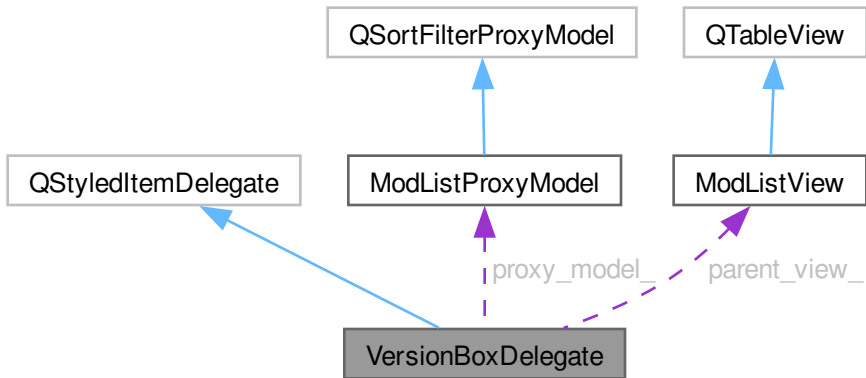 QSortFilterProxyModel
QTableView
QStyledItemDelegate
ModListProxyModel
ModListView
proxy_model_
parent_view_
VersionBoxDelegate